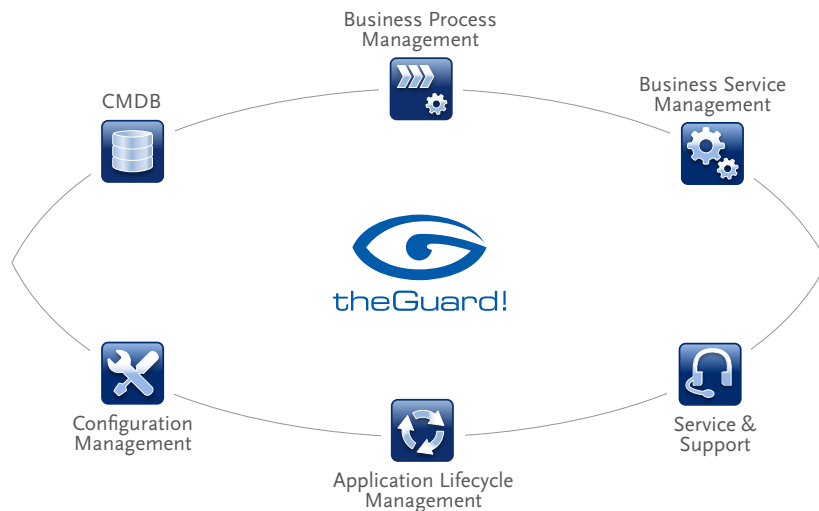 Business Process
Management
Business Service
Management
CMDB
theGuard!
Configuration
Management
Service &
Support
Application Lifecycle
Management